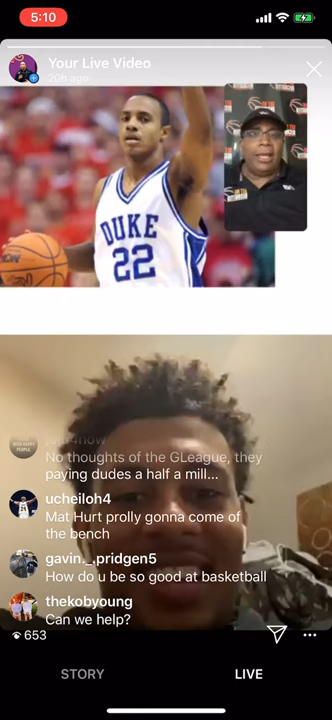 5:10
Your Live Video
20h ago
DUKE
22
No thoughts of the GLeague, they
paying dudes a half a mill...
ucheiloh4
Mat Hurt prolly gonna come of
the bench
gavin._.pridgen5
How do u be so good at basketball
thekobyoung
Can we help?
653
STORY
LIVE